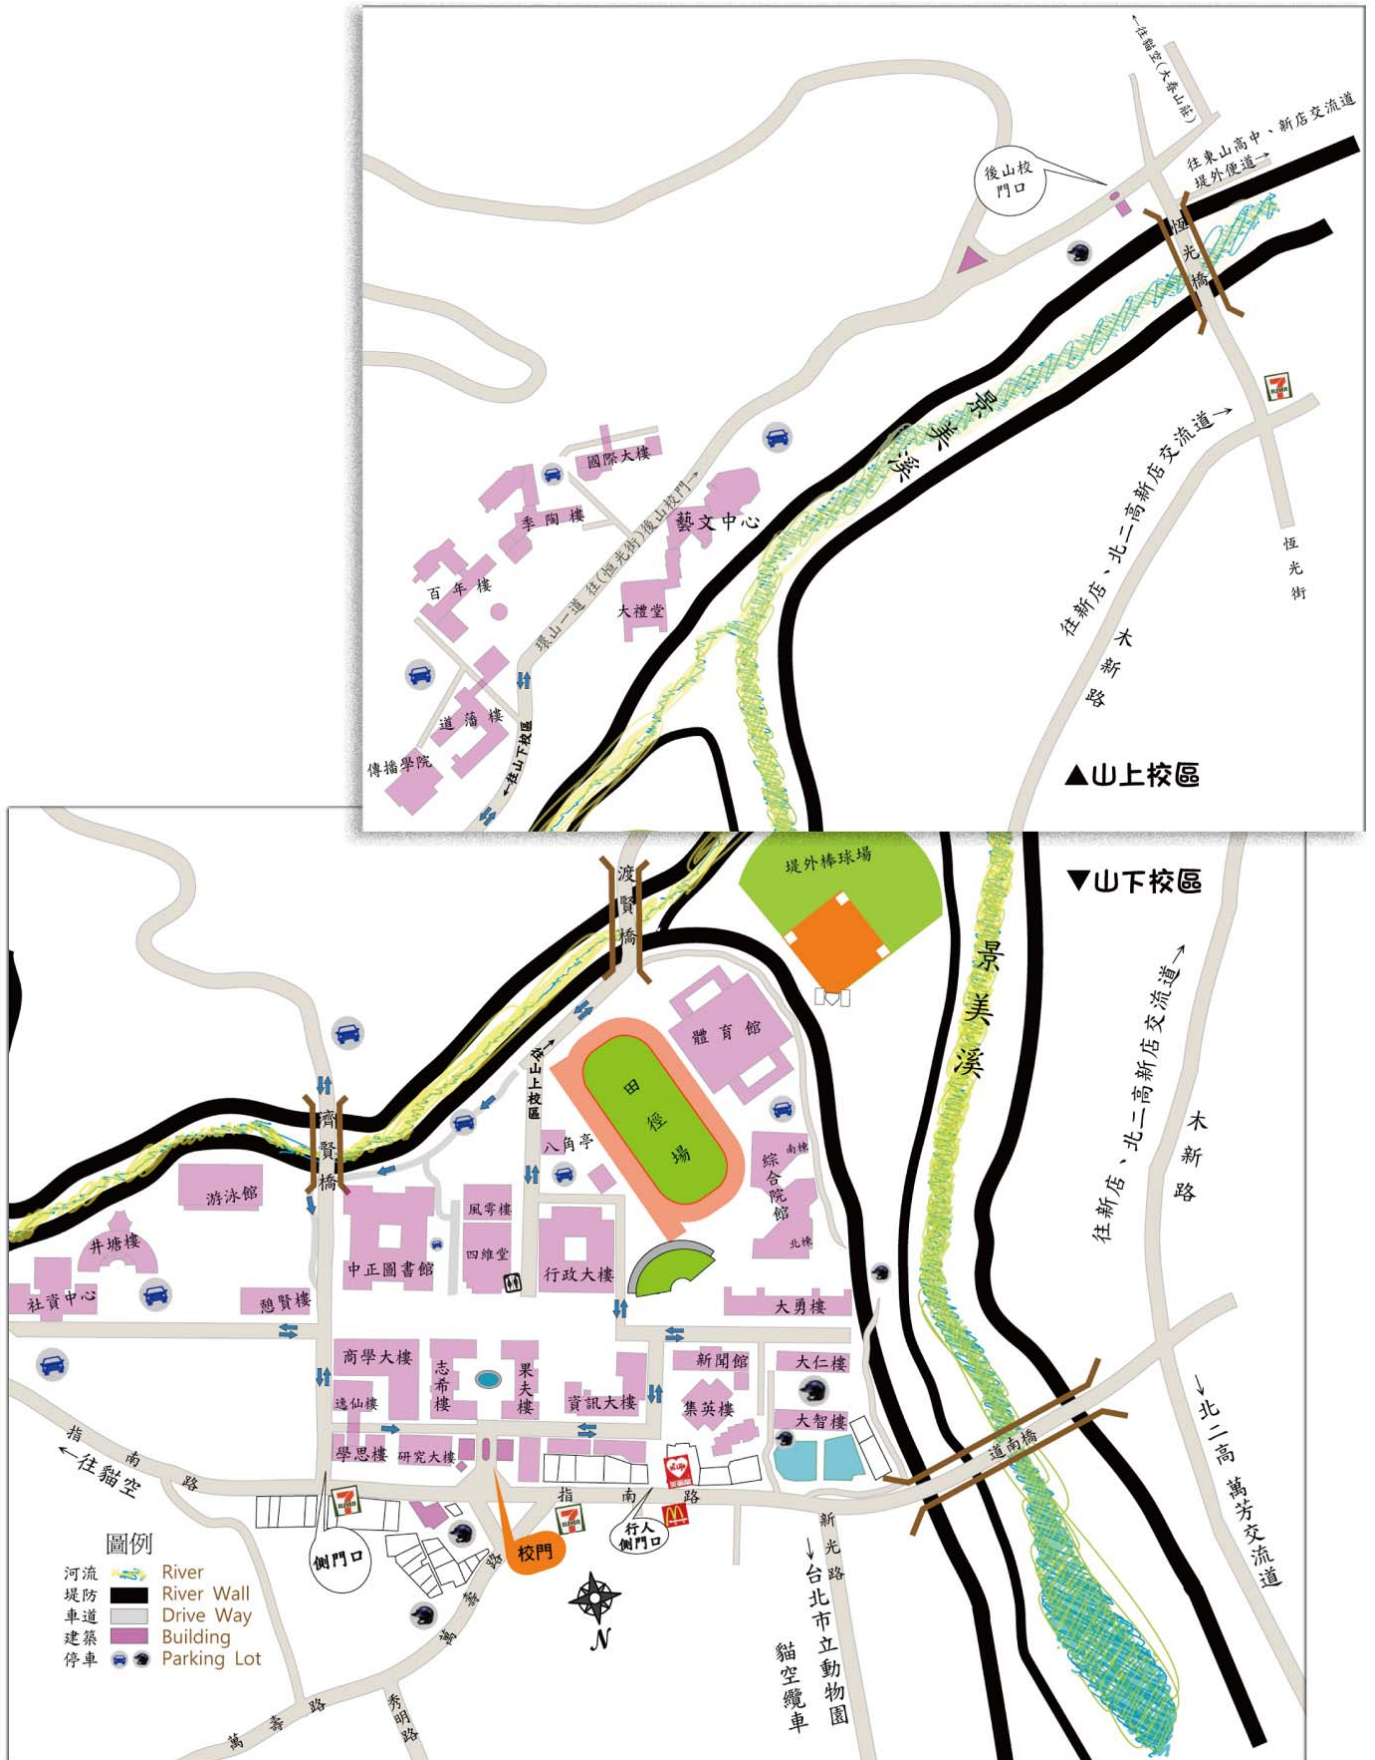 ←往貓空(大春山莊)
往東山高中、新店交流道
堤外便道→
後山校
門口
恆光橋
景美溪
7
ELEVEN
往新店、北二高新店交流道→
恆光街
木新路
國際大樓
季陶樓
藝文中心
百年樓
大禮堂
環山一道 往(恆光街)後山校門→
道藩樓
傳播學院
←往山下校區
▲山上校區
▼山下校區
渡賢橋
堤外棒球場
景美溪
往新店、北二高新店交流道→
木新路
體育館
田徑場
往山上校區→
濟賢橋
八角亭
南棟
綜合院館
北棟
游泳館
井塘樓
社資中心
憩賢樓
中正圖書館
風雩樓
四維堂
行政大樓
大勇樓
商學大樓
志希樓
果夫樓
資訊大樓
新聞館
大仁樓
逸仙樓
集英樓
大智樓
學思樓
研究大樓
道南橋
指南路
←往貓空
指南路
7
ELEVEN
7
ELEVEN
側門口
校門
行人
側門口
新光路
→台北市立動物園
貓空纜車
→北二高 萬芳交流道
圖例
河流 River
堤防 River Wall
車道 Drive Way
建築 Building
停車 Parking Lot
N
萬壽路
萬壽路
秀明路